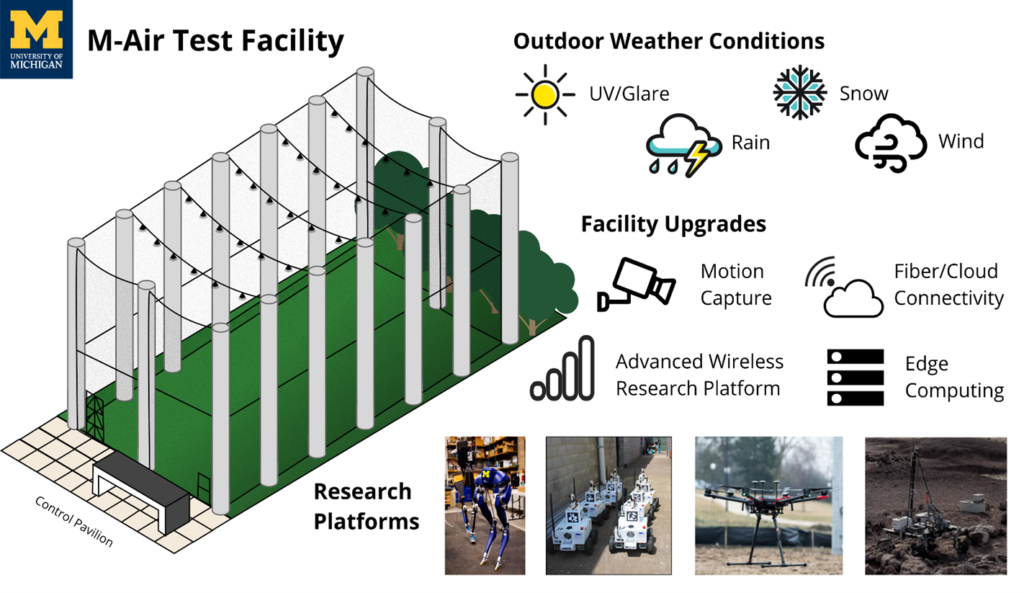 M
UNIVERSITY OF
MICHIGAN
M-Air Test Facility
Outdoor Weather Conditions
UV/Glare
Snow
Rain
Wind
Facility Upgrades
Motion
Capture
Fiber/Cloud
Connectivity
Advanced Wireless
Research Platform
Edge
Computing
Control Pavilion
Research
Platforms
M